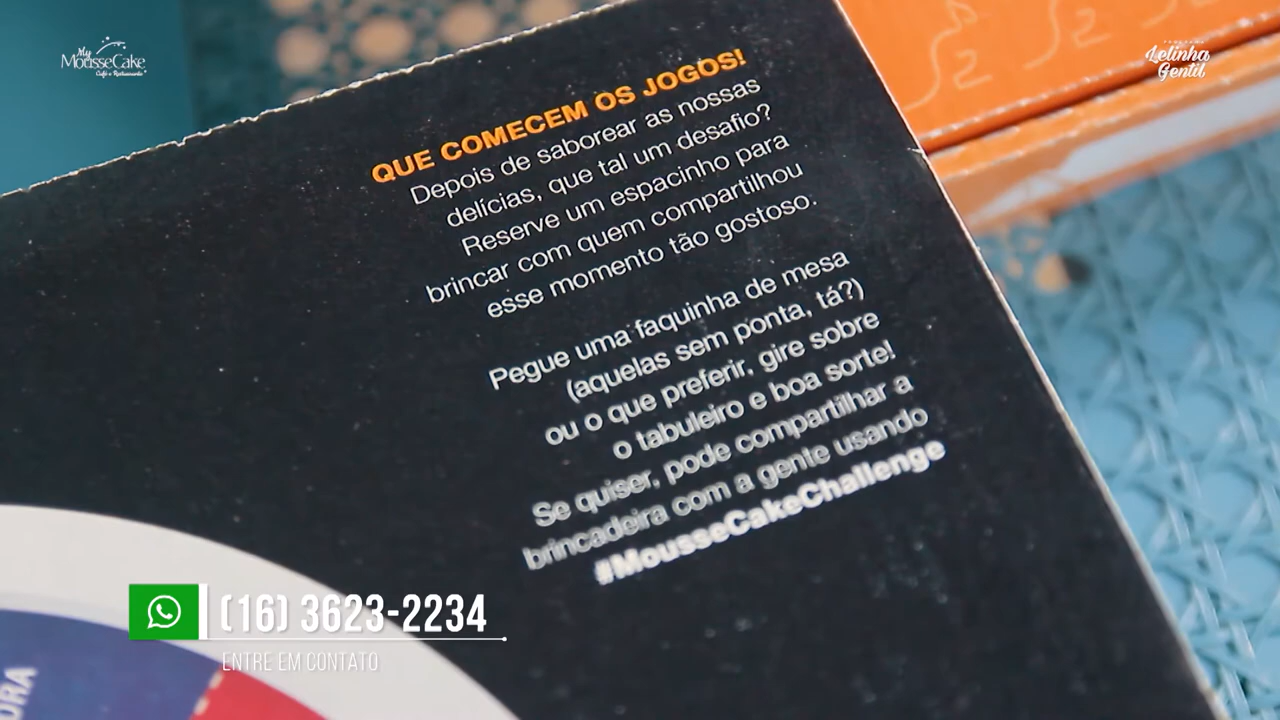 My
MousseCake
Café e Restaurante
PROGRAMA
Lelinha
Gentil
QUE COMECEM OS JOGOS!
Depois de saborear as nossas
delícias, que tal um desafio?
Reserve um espacinho para
brincar com quem compartilhou
esse momento tão gostoso.
Pegue uma faquinha de mesa
(aquelas sem ponta, tá?)
ou o que preferir, gire sobre
o tabuleiro e boa sorte!
Se quiser, pode compartilhar a
brincadeira com a gente usando
#MousseCakeChallenge
(16) 3623-2234
ENTRE EM CONTATO